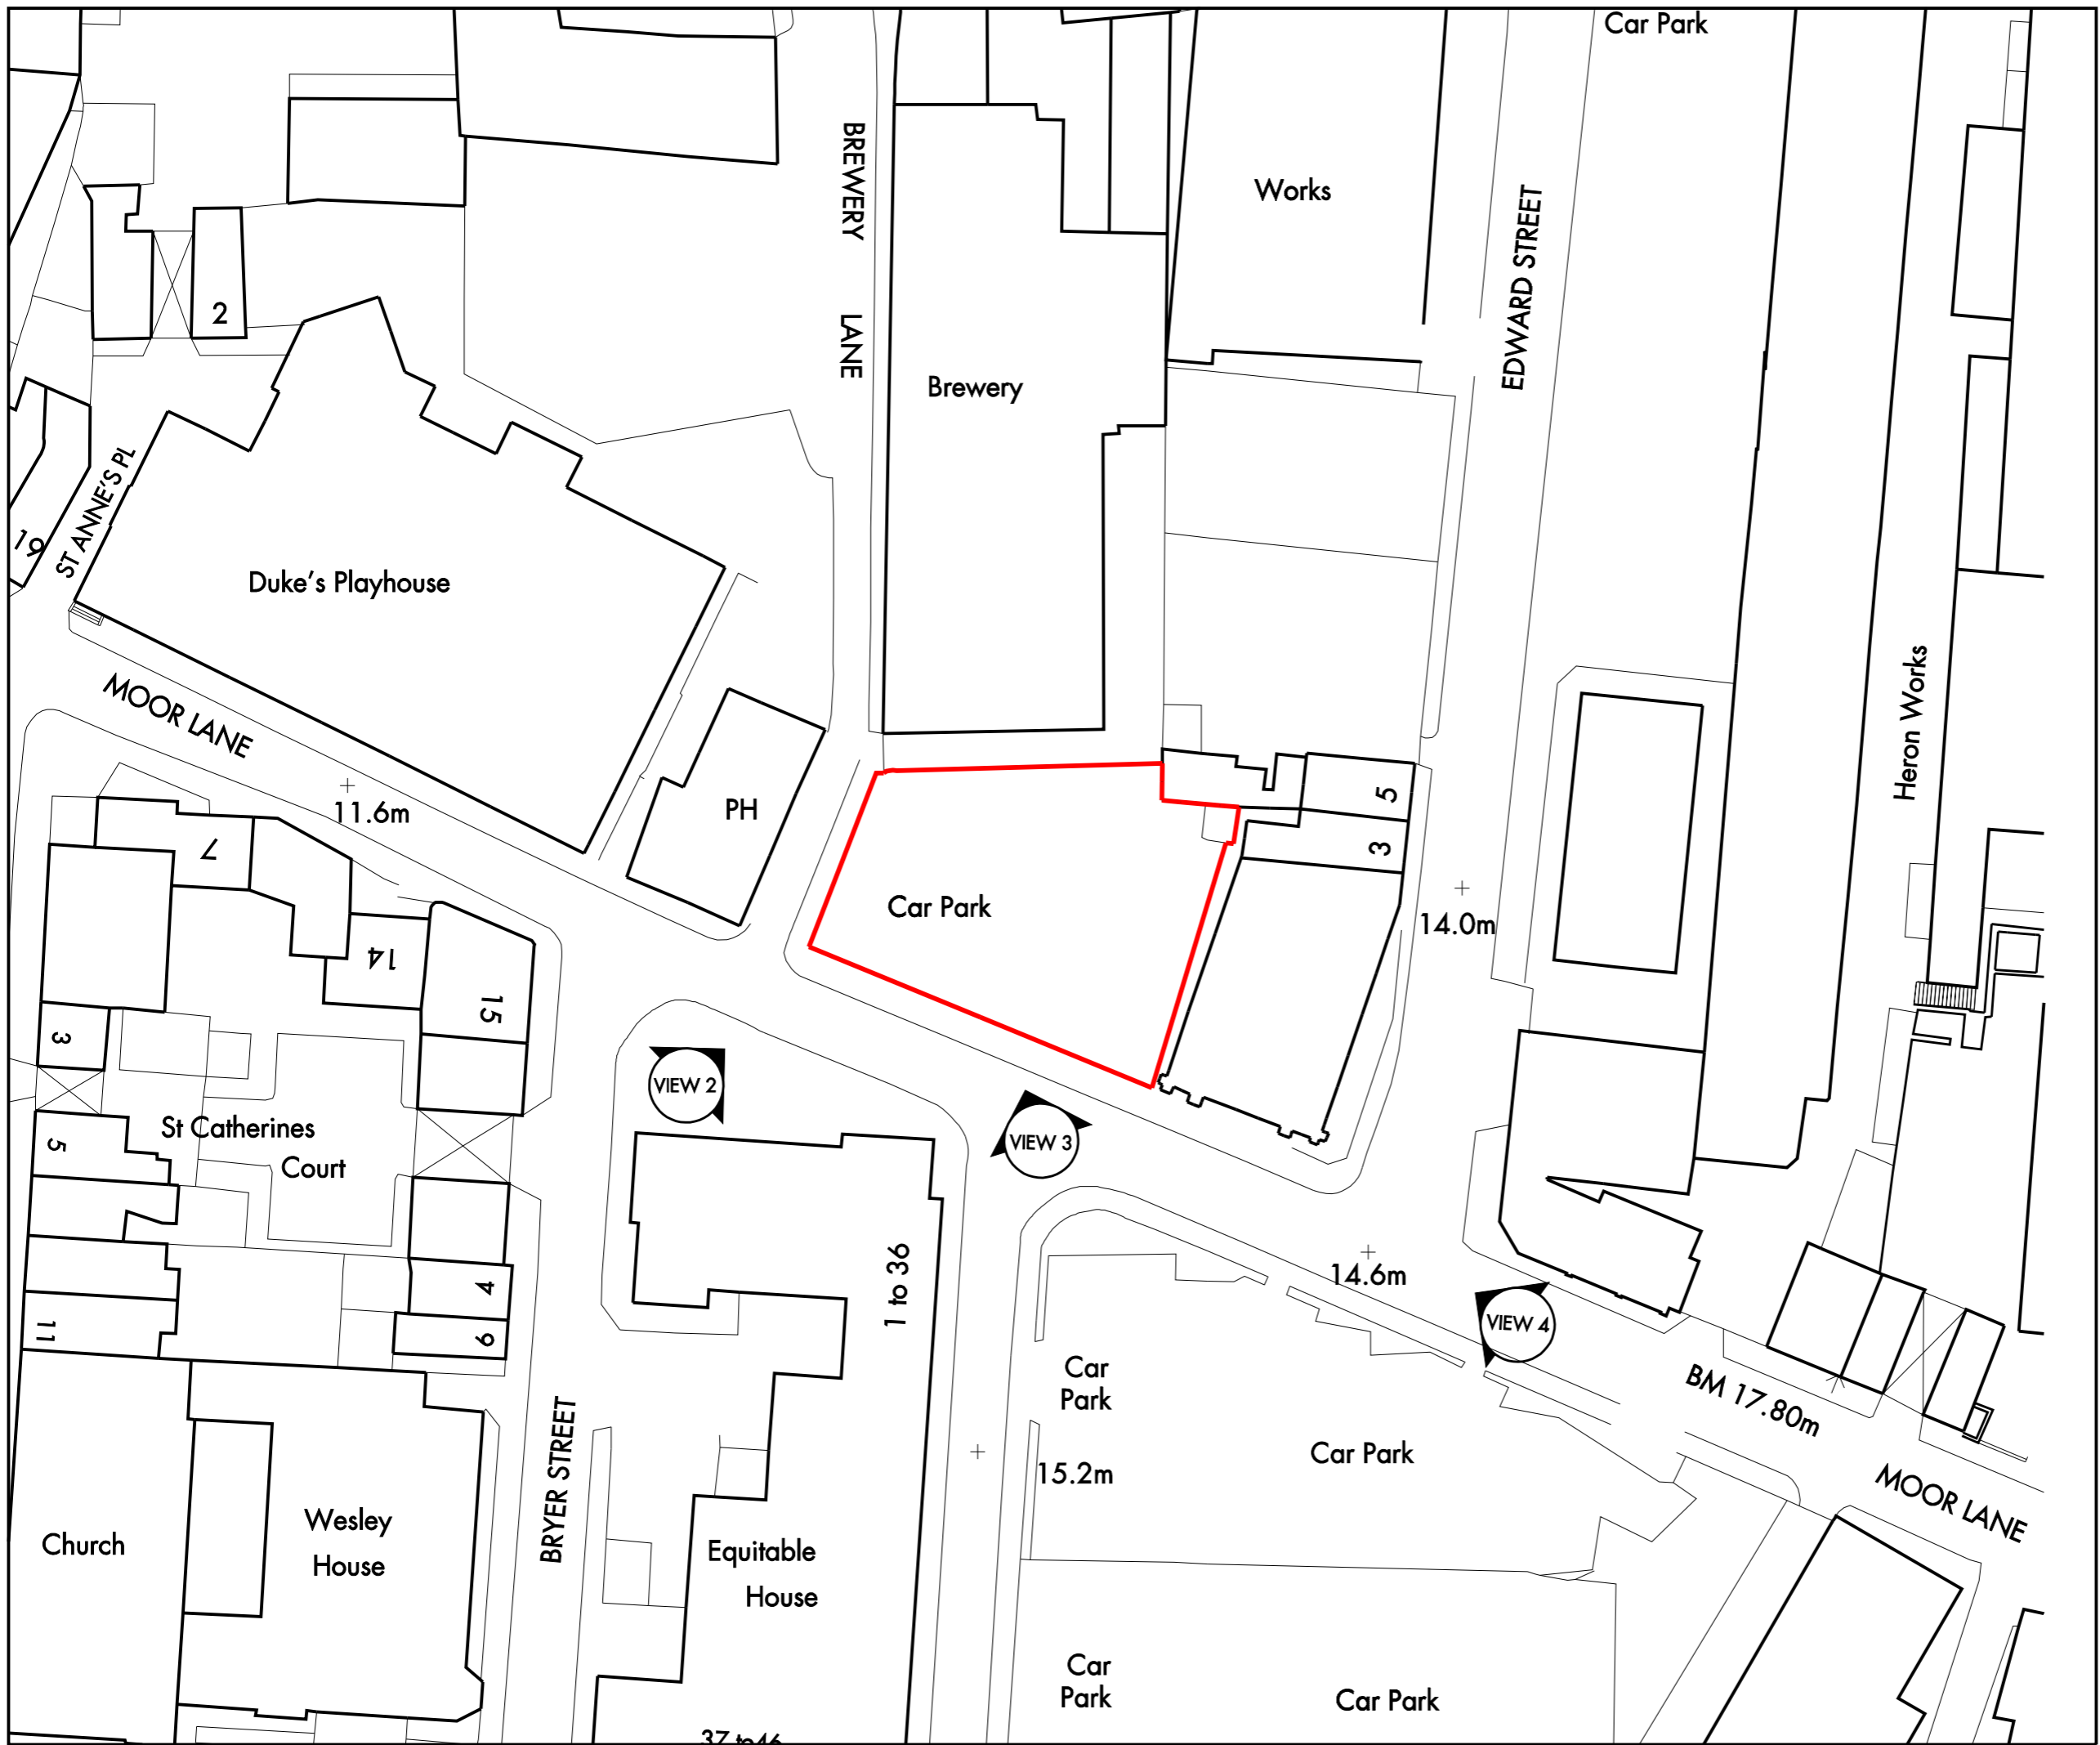 Car Park
BREWERY
LANE
Works
EDWARD STREET
2
Brewery
ST ANNE'S PL
19
Duke's Playhouse
MOOR LANE
Heron Works
11.6m
PH
5
3
7
Car Park
14.0m
14
15
3
VIEW 2
St Catherines
Court
VIEW 3
5
1 to 36
14.6m
4
VIEW 4
11
9
Car
Park
BM 17.80m
BRYER STREET
Car Park
15.2m
MOOR LANE
Wesley
House
Church
Equitable
House
Car
Park
Car Park
37 to46